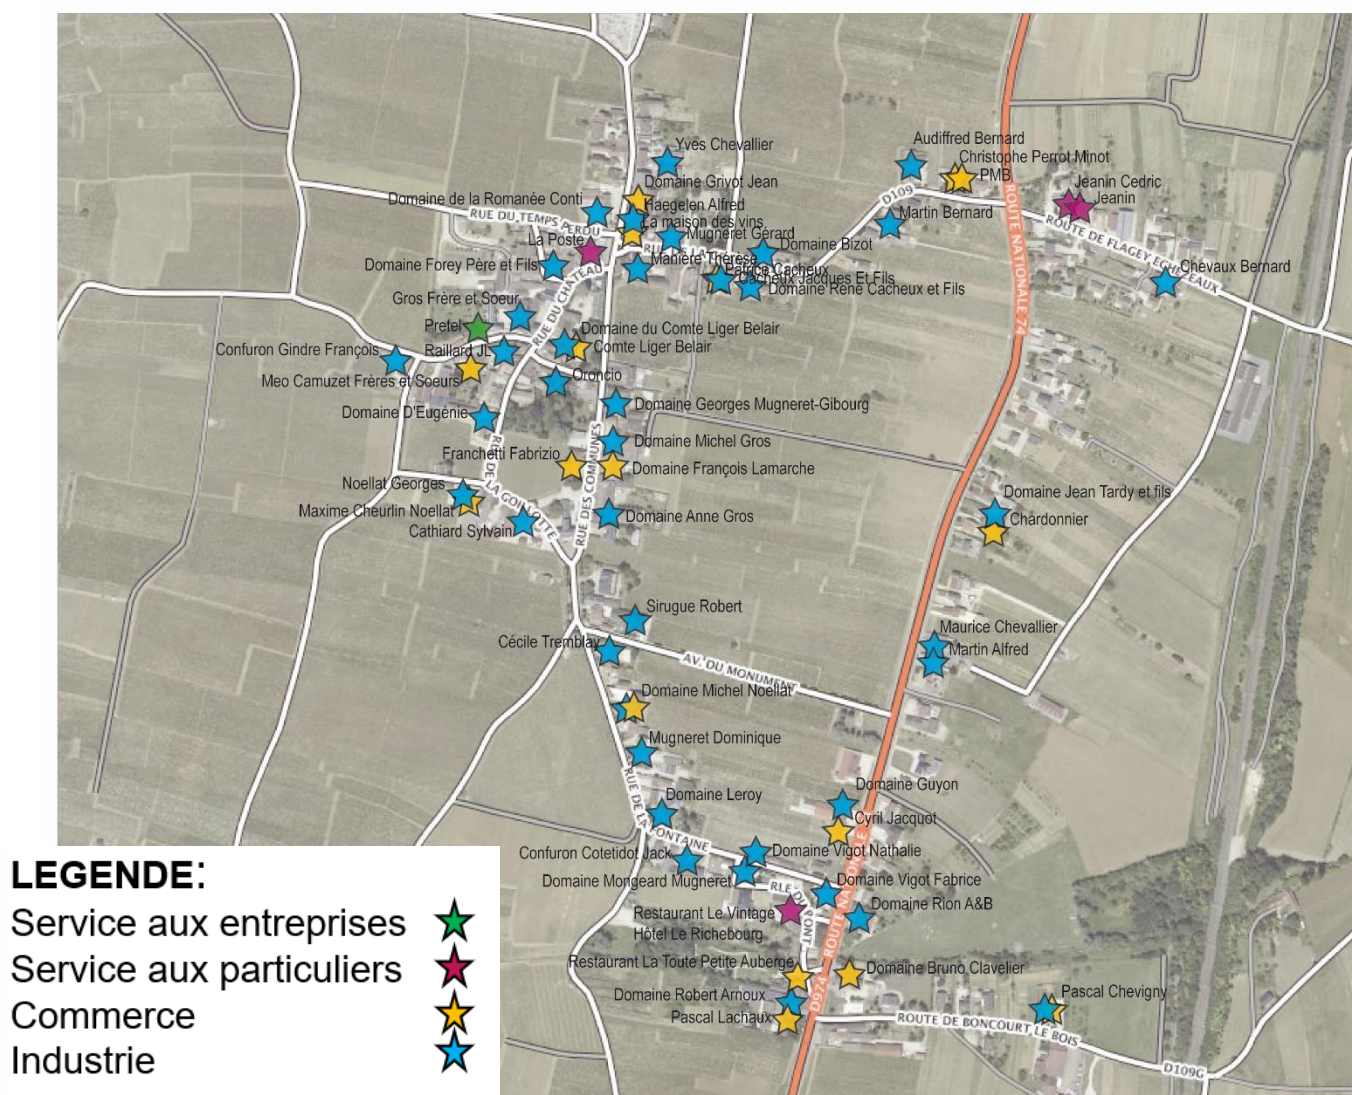 Yves Chevallier
Audiffred Bernard
Christophe Perrot Minot
PMB
Jeanin Cedric
Jeanin
Domaine Grivot Jean
Domaine de la Romanée Conti
Haegelen Alfred
D109
RUE DU TEMPS PERDU
La maison des vins
Martin Bernard
ROUTE NATIONALE 74
ROUTE DE FLAGEY ECHEZEAUX
La Poste
Mugneret Gérard
RUE DE LA
Domaine Bizot
Domaine Forey Père et Fils
Manière Thérèse
Chevaux Bernard
Patrice Cacheux
Cacheux Jacques Et Fils
Domaine René Cacheux et Fils
RUE DU CHATEAU
Gros Frère et Soeur
Pretel
Domaine du Comte Liger Belair
Comte Liger Belair
Confuron Gindre François
Raillard JL
Meo Camuzet Frères et Soeurs
Oroncio
Domaine D'Eugénie
Domaine Georges Mugneret-Gibourg
Domaine Michel Gros
Franchetti Fabrizio
Domaine François Lamarche
RUE DE LA GOILLOTTE
RUE DES COMMUNES
Noellat Georges
Maxime Cheurlin Noellat
Cathiard Sylvain
Domaine Anne Gros
Domaine Jean Tardy et fils
Chardonnier
Sirugue Robert
Cécile Tremblay
Maurice Chevallier
Martin Alfred
AV. DU MONUMENT
Domaine Michel Noellat
Mugneret Dominique
RUE DE LA FONTAINE
Domaine Leroy
Domaine Guyon
Cyril Jacquot
Confuron Cotetidot Jack
Domaine Vigot Nathalie
Domaine Mongeard Mugneret
Domaine Vigot Fabrice
RLE DU PONT
Domaine Rion A&B
Restaurant Le Vintage
Hôtel Le Richebourg
D974 ROUTE NATIONALE
Restaurant La Toute Petite Auberge
Domaine Bruno Clavelier
Domaine Robert Arnoux
Pascal Lachaux
Pascal Chevigny
ROUTE DE BONCOURT LE BOIS
D109G
LEGENDE:
Service aux entreprises
Service aux particuliers
Commerce
Industrie